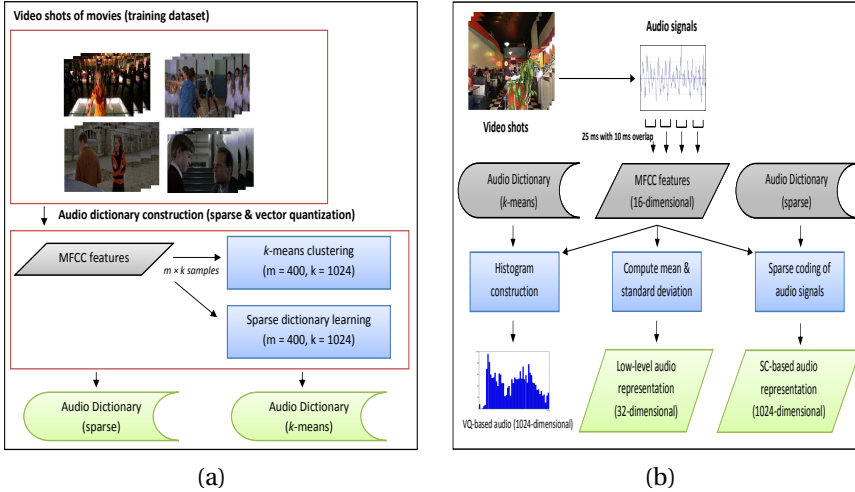 Video shots of movies (training dataset)
Audio dictionary construction (sparse & vector quantization)
MFCC features
m × k samples
k-means clustering
(m = 400, k = 1024)
Sparse dictionary learning
(m = 400, k = 1024)
Audio Dictionary
(sparse)
Audio Dictionary
(k-means)
(a)
Audio signals
Video shots
25 ms with 10 ms overlap
Audio Dictionary
(k-means)
MFCC features
(16-dimensional)
Audio Dictionary
(sparse)
Histogram
construction
Compute mean &
standard deviation
Sparse coding of
audio signals
VQ-based audio (1024-dimensional)
Low-level audio
representation
(32-dimensional)
SC-based audio
representation
(1024-dimensional)
(b)